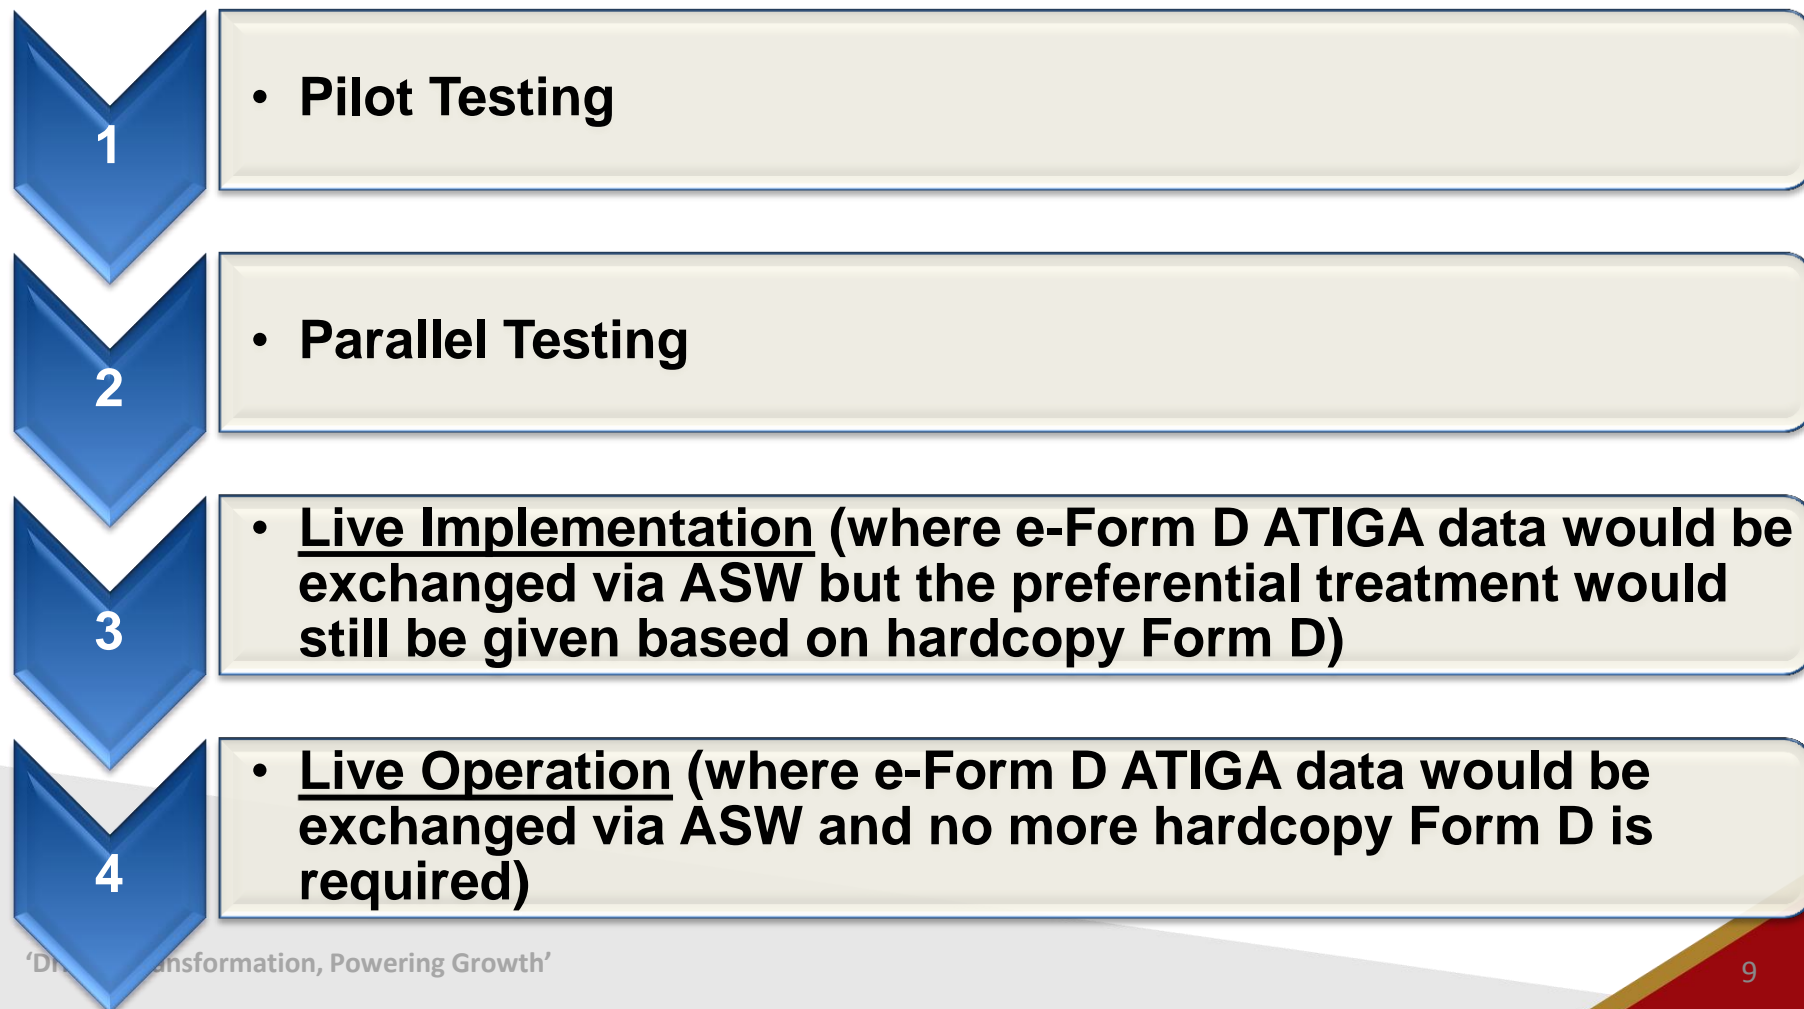 1
• Pilot Testing
2
• Parallel Testing
3
• Live Implementation (where e-Form D ATIGA data would be
exchanged via ASW but the preferential treatment would
still be given based on hardcopy Form D)
4
• Live Operation (where e-Form D ATIGA data would be
exchanged via ASW and no more hardcopy Form D is
required)
Powering Growth’
9